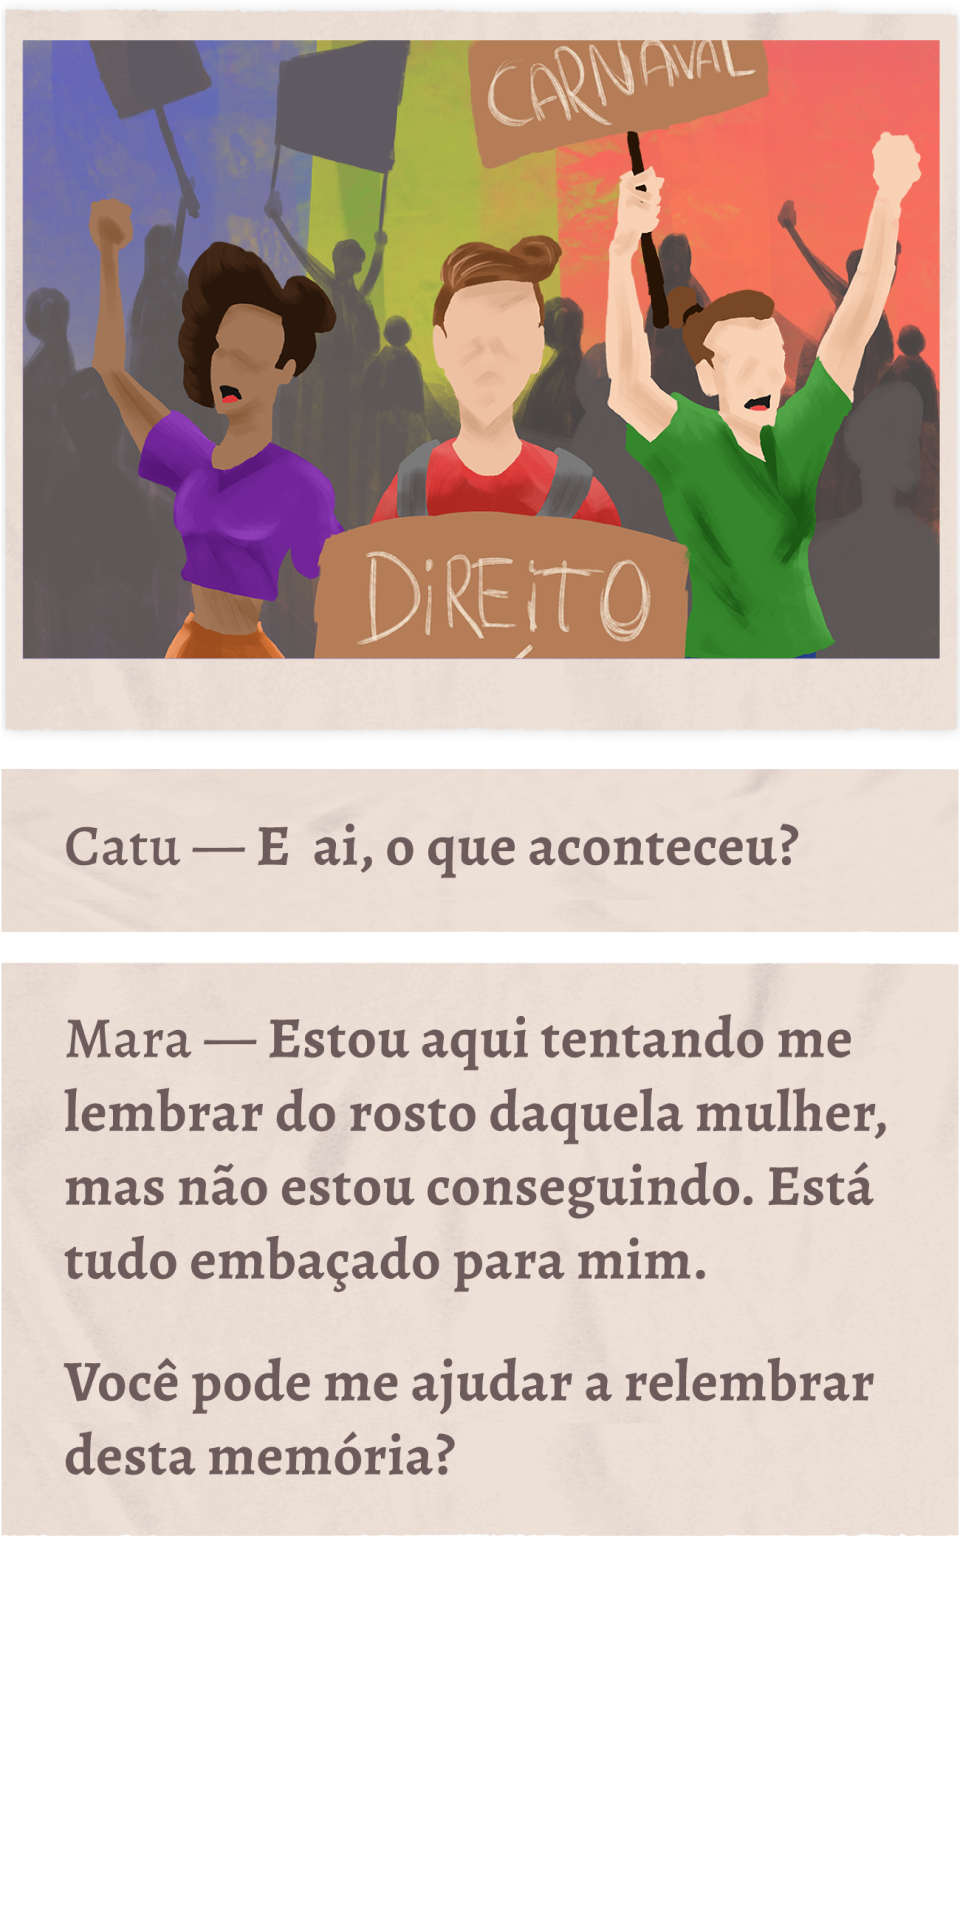 CARNAVAL
DiREiTO
Catu — E  ai, o que aconteceu?
Mara — Estou aqui tentando me
lembrar do rosto daquela mulher,
mas não estou conseguindo. Está
tudo embaçado para mim.
Você pode me ajudar a relembrar
desta memória?